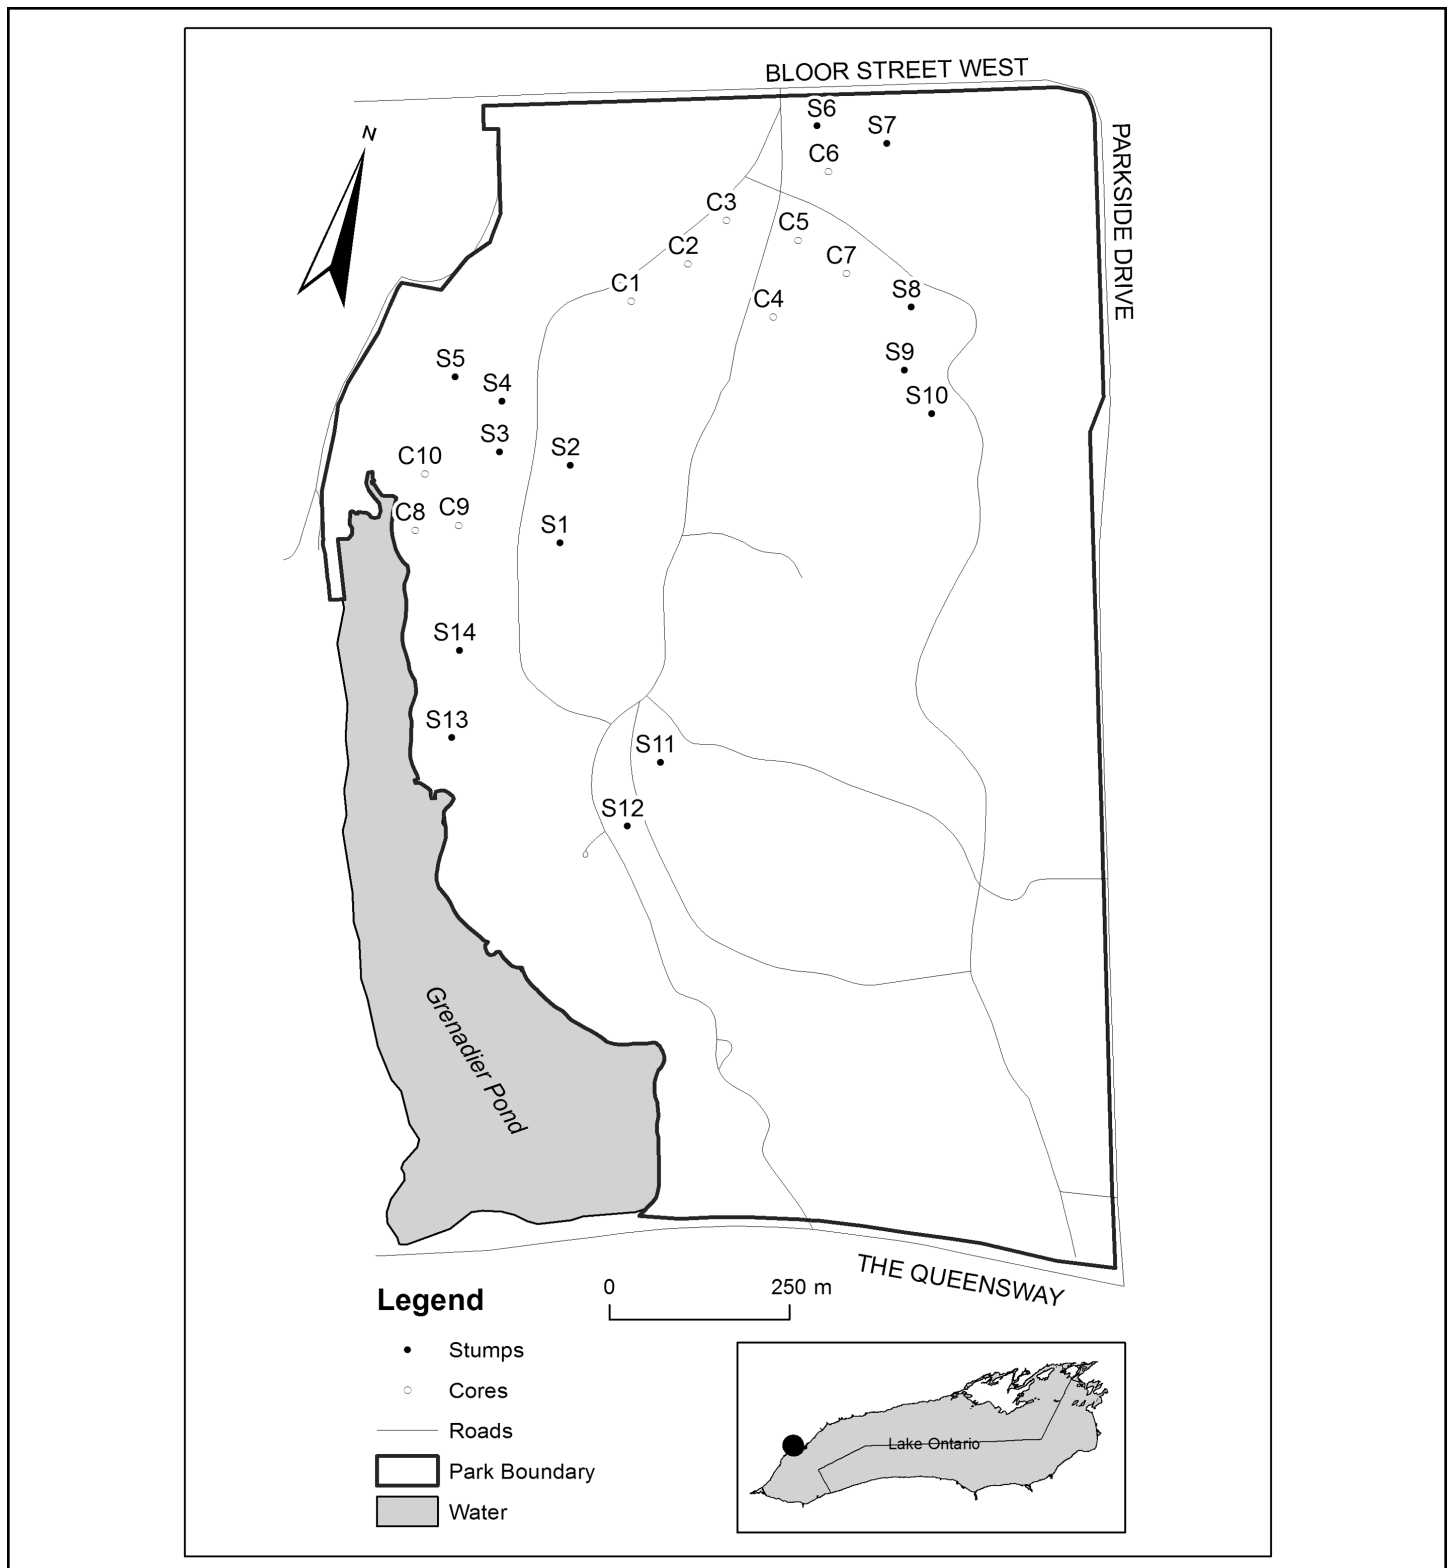 BLOOR STREET WEST
N
PARKSIDE DRIVE
S6
S7
C6
C3
C5
C2
C7
C1
C4
S8
S5
S9
S4
S10
S3
S2
C10
C8
C9
S1
S14
S13
S11
S12
Grenadier Pond
THE QUEENSWAY
0 250 m
Legend
Stumps
Cores
Roads
Park Boundary
Water
Lake Ontario